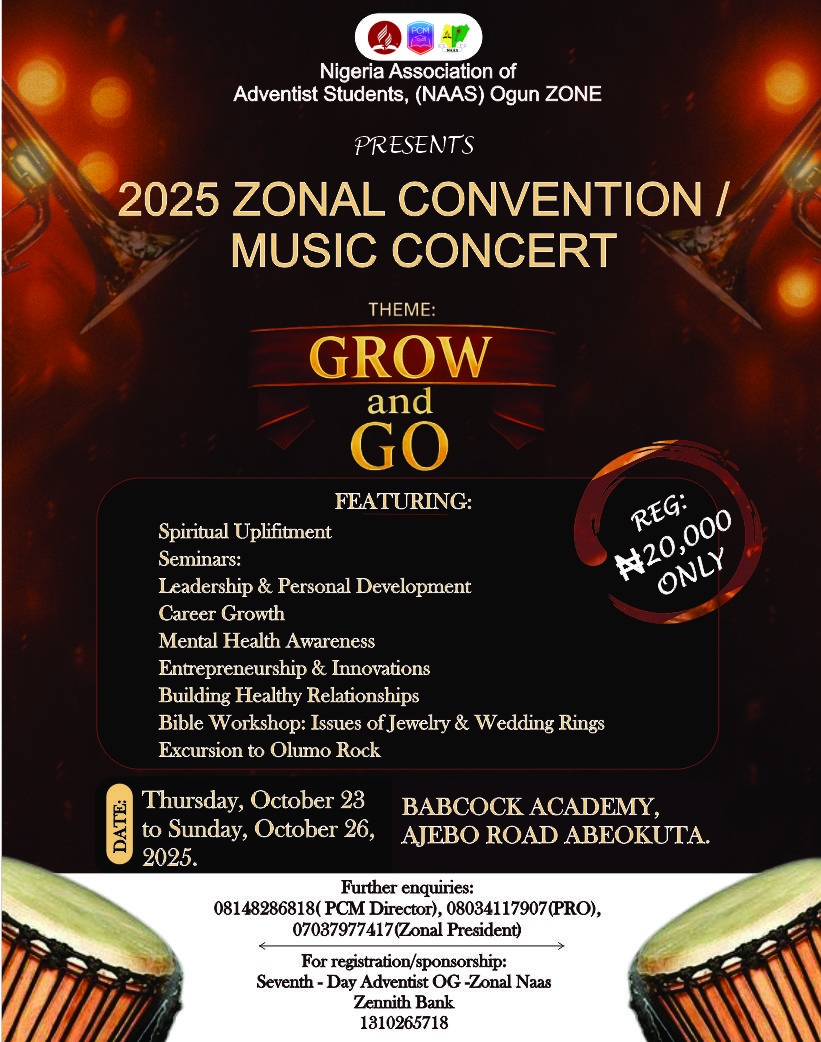 PCM
NAAS
Nigeria Association of
Adventist Students, (NAAS) Ogun ZONE
PRESENTS
2025 ZONAL CONVENTION /
MUSIC CONCERT
THEME:
GROW
and
GO
FEATURING:
Spiritual Uplifitment
Seminars:
Leadership & Personal Development
Career Growth
Mental Health Awareness
Entrepreneurship & Innovations
Building Healthy Relationships
Bible Workshop: Issues of Jewelry & Wedding Rings
Excursion to Olumo Rock
REG:
₦20,000
ONLY
DATE:
Thursday, October 23
to Sunday, October 26,
2025.
BABCOCK ACADEMY,
AJEBO ROAD ABEOKUTA.
Further enquiries:
08148286818( PCM Director), 08034117907(PRO),
07037977417(Zonal President)
For registration/sponsorship:
Seventh - Day Adventist OG -Zonal Naas
Zennith Bank
1310265718